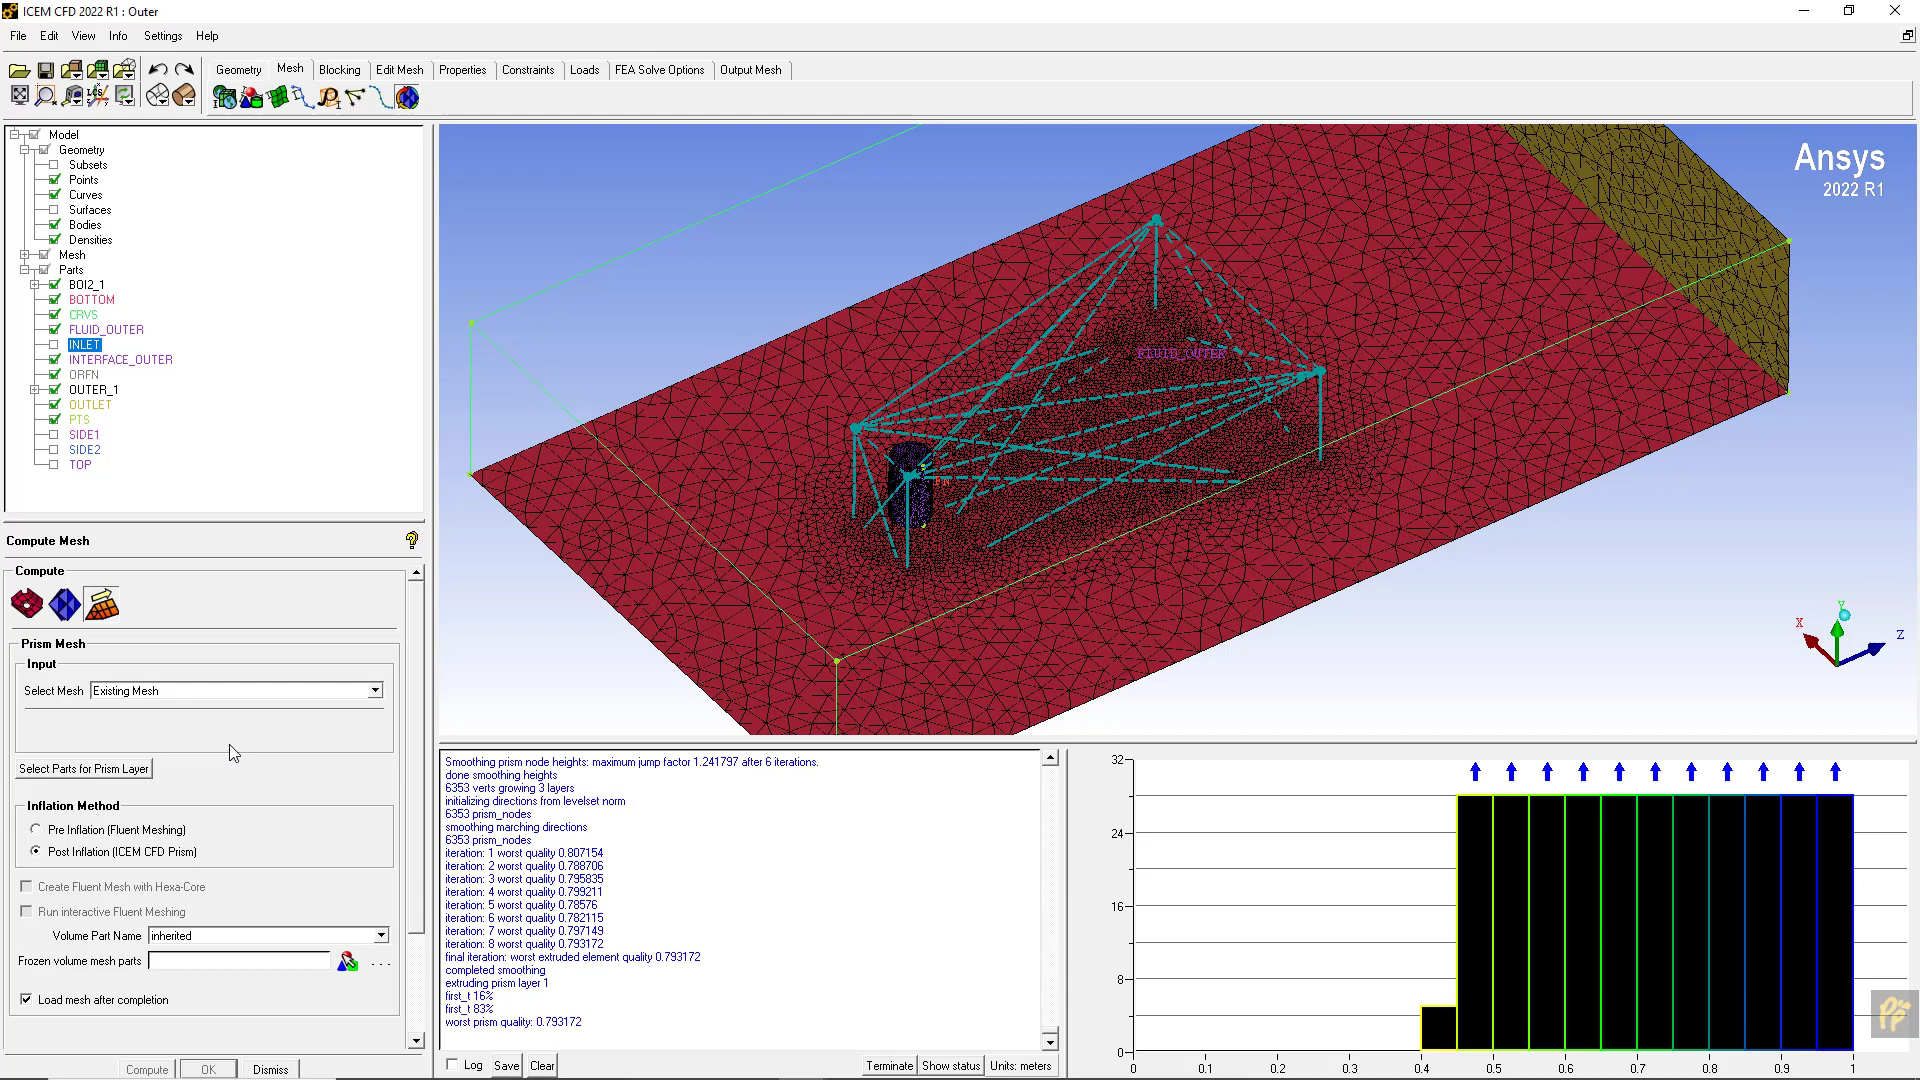 ICEM CFD 2022 R1 : Outer
File Edit View Info Settings Help
Geometry Mesh Blocking Edit Mesh Properties Constraints Loads FEA Solve Options Output Mesh
LCS
Model
Geometry
Subsets
Points
Curves
Surfaces
Bodies
Densities
Mesh
Parts
BOI2_1
BOTTOM
CRVS
FLUID_OUTER
INLET
INTERFACE_OUTER
ORFN
OUTER_1
OUTLET
PTS
SIDE1
SIDE2
TOP
Ansys
2022 R1
FLUID_OUTER
Y
X
Z
Compute Mesh
Compute
Prism Mesh
Input
Select Mesh Existing Mesh
Select Parts for Prism Layer
Inflation Method
Pre Inflation (Fluent Meshing)
Post Inflation (ICEM CFD Prism)
Create Fluent Mesh with Hexa-Core
Run interactive Fluent Meshing
Volume Part Name inherited
Frozen volume mesh parts ...
Load mesh after completion
Compute OK Dismiss
Smoothing prism node heights: maximum jump factor 1.241797 after 6 iterations.
done smoothing heights
6353 verts growing 3 layers
initializing directions from levelset norm
6353 prism_nodes
smoothing marching directions
6353 prism_nodes
iteration: 1 worst quality 0.807154
iteration: 2 worst quality 0.788706
iteration: 3 worst quality 0.795835
iteration: 4 worst quality 0.799211
iteration: 5 worst quality 0.78576
iteration: 6 worst quality 0.782115
iteration: 7 worst quality 0.797149
iteration: 8 worst quality 0.793172
final iteration: worst extruded element quality 0.793172
completed smoothing
extruding prism layer 1
first_t 16%
first_t 83%
worst prism quality: 0.793172
Log Save Clear Terminate Show status Units: meters
32
24
16
8
0
0 0.1 0.2 0.3 0.4 0.5 0.6 0.7 0.8 0.9 1